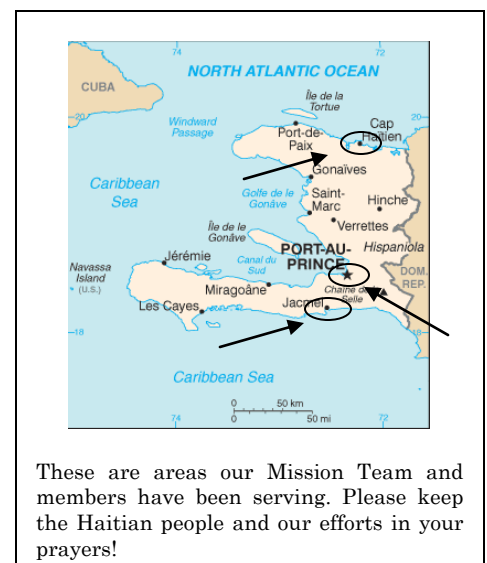 74
72
NORTH ATLANTIC OCEAN
CUBA
Île de la
Tortue
20
20
Windward
Passage
Port-de-
Paix
Cap
Haïtien
Gonaïves
Caribbean
Sea
Golfe de le
Gonâve
Saint-
Marc
Hinche
Verrettes
Île de le
Gonâve
PORT-AU-
PRINCE
Hispaniola
Jérémie
Canal du
Sud
Navassa
Island
(U.S.)
DOM.
REP.
Miragoâne
Chaîne de la
Selle
Les Cayes
Jacmel
18
18
Caribbean Sea
0 50 km
0 50 mi
74
72
These are areas our Mission Team and
members have been serving. Please keep
the Haitian people and our efforts in your
prayers!